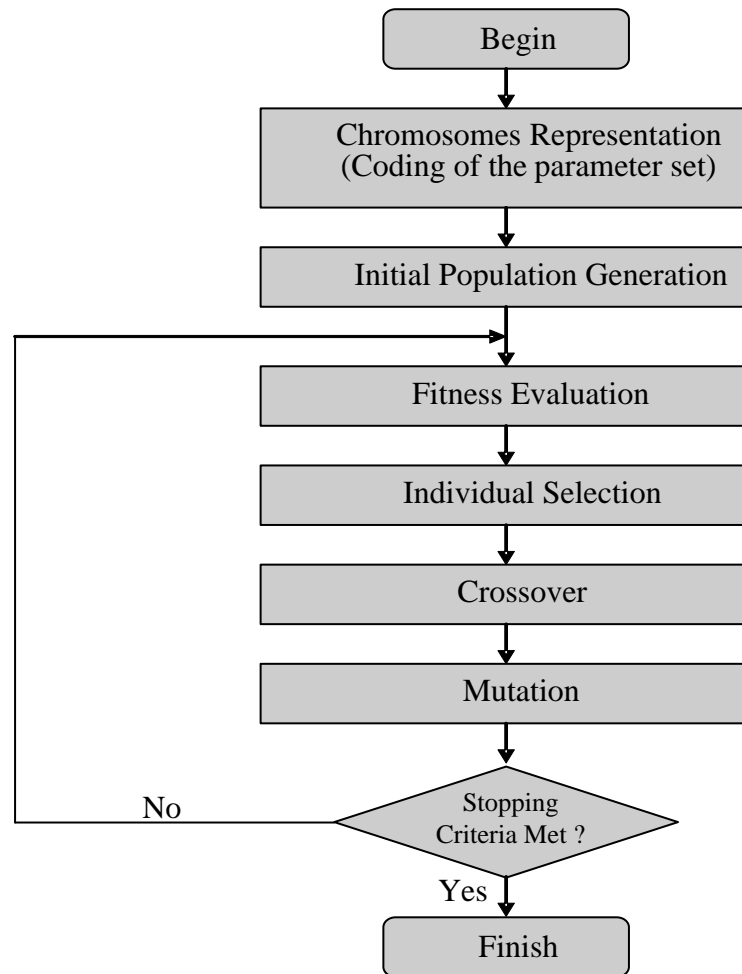 Begin
Chromosomes Representation
(Coding of the parameter set)
Initial Population Generation
Fitness Evaluation
Individual Selection
Crossover
Mutation
Stopping
Criteria Met ?
No
Yes
Finish